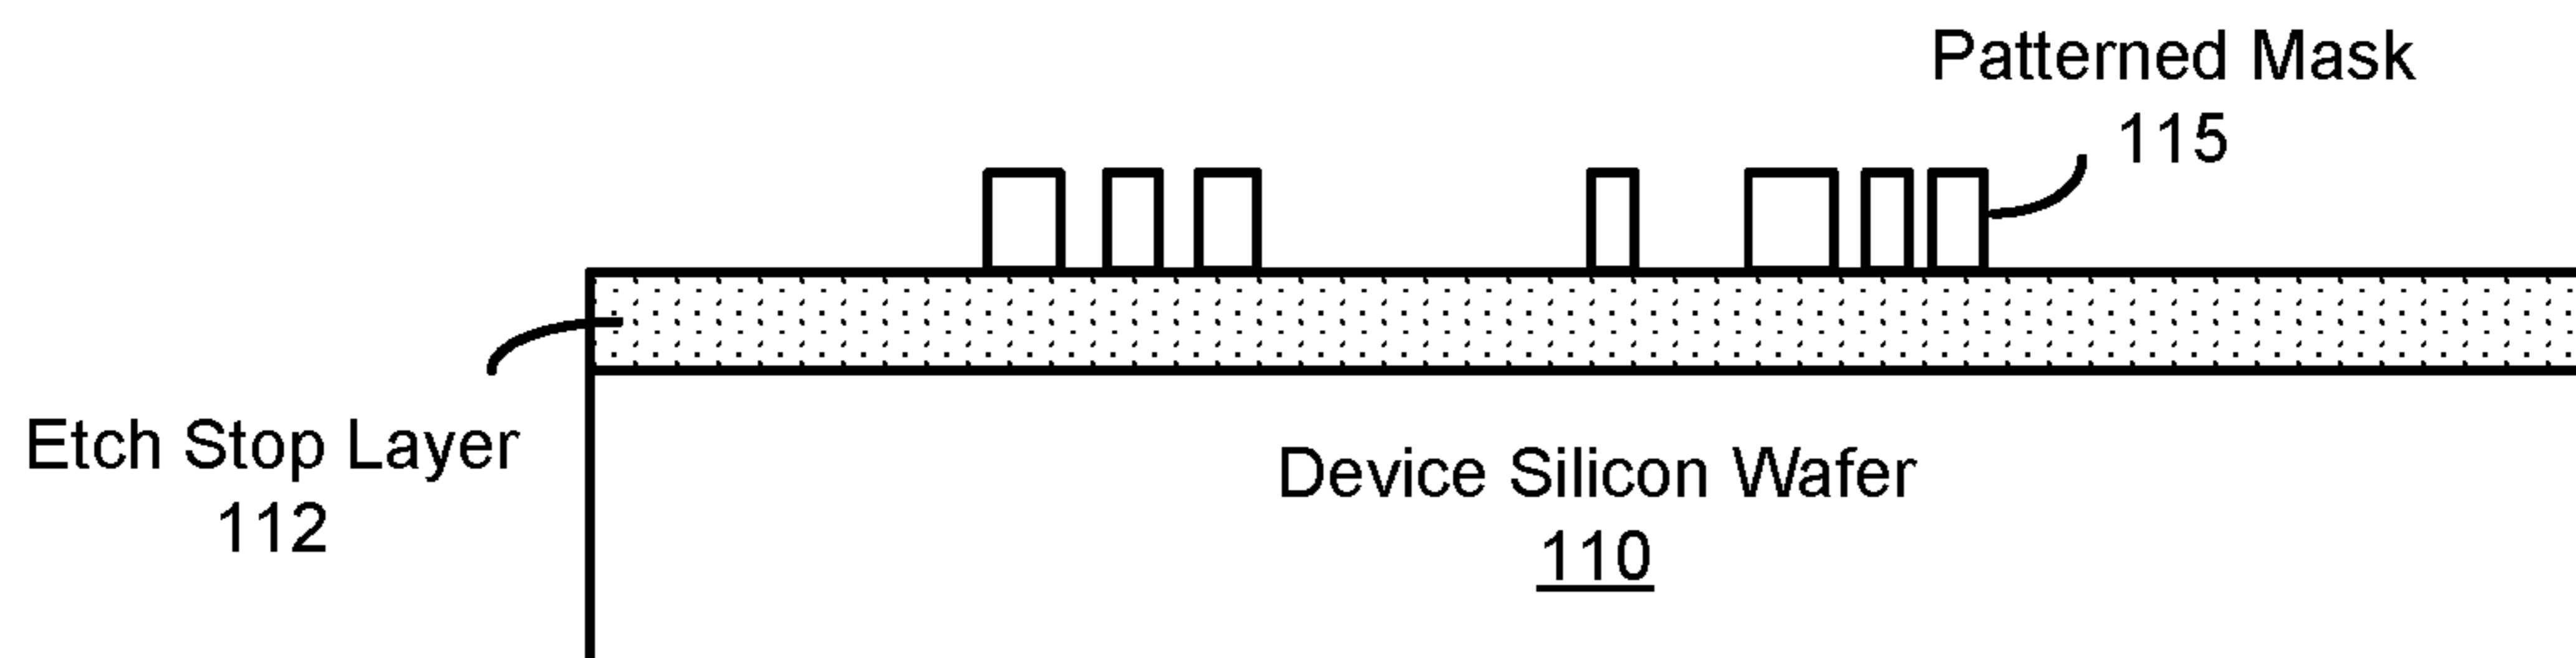 Patterned Mask
115
Etch Stop Layer
112
Device Silicon Wafer
110